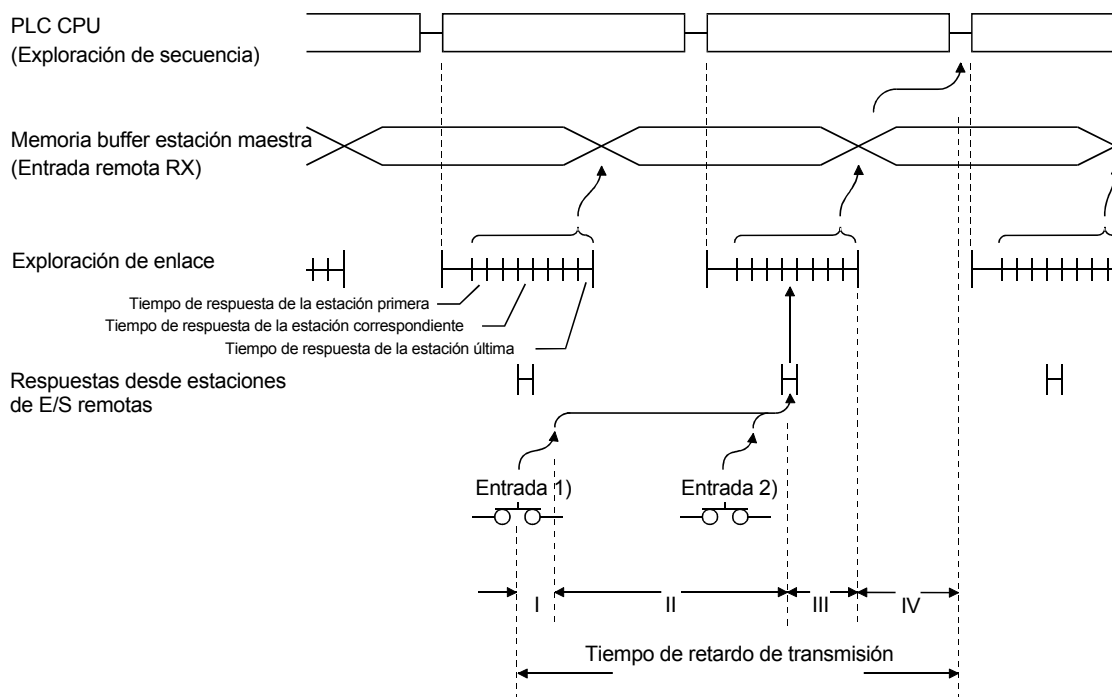 PLC CPU
(Exploración de secuencia)
Memoria buffer estación maestra
(Entrada remota RX)
Exploración de enlace
Tiempo de respuesta de la estación primera
Tiempo de respuesta de la estación correspondiente
Tiempo de respuesta de la estación última
Respuestas desde estaciones
de E/S remotas
Entrada 1)
Entrada 2)
I
II
III
IV
Tiempo de retardo de transmisión